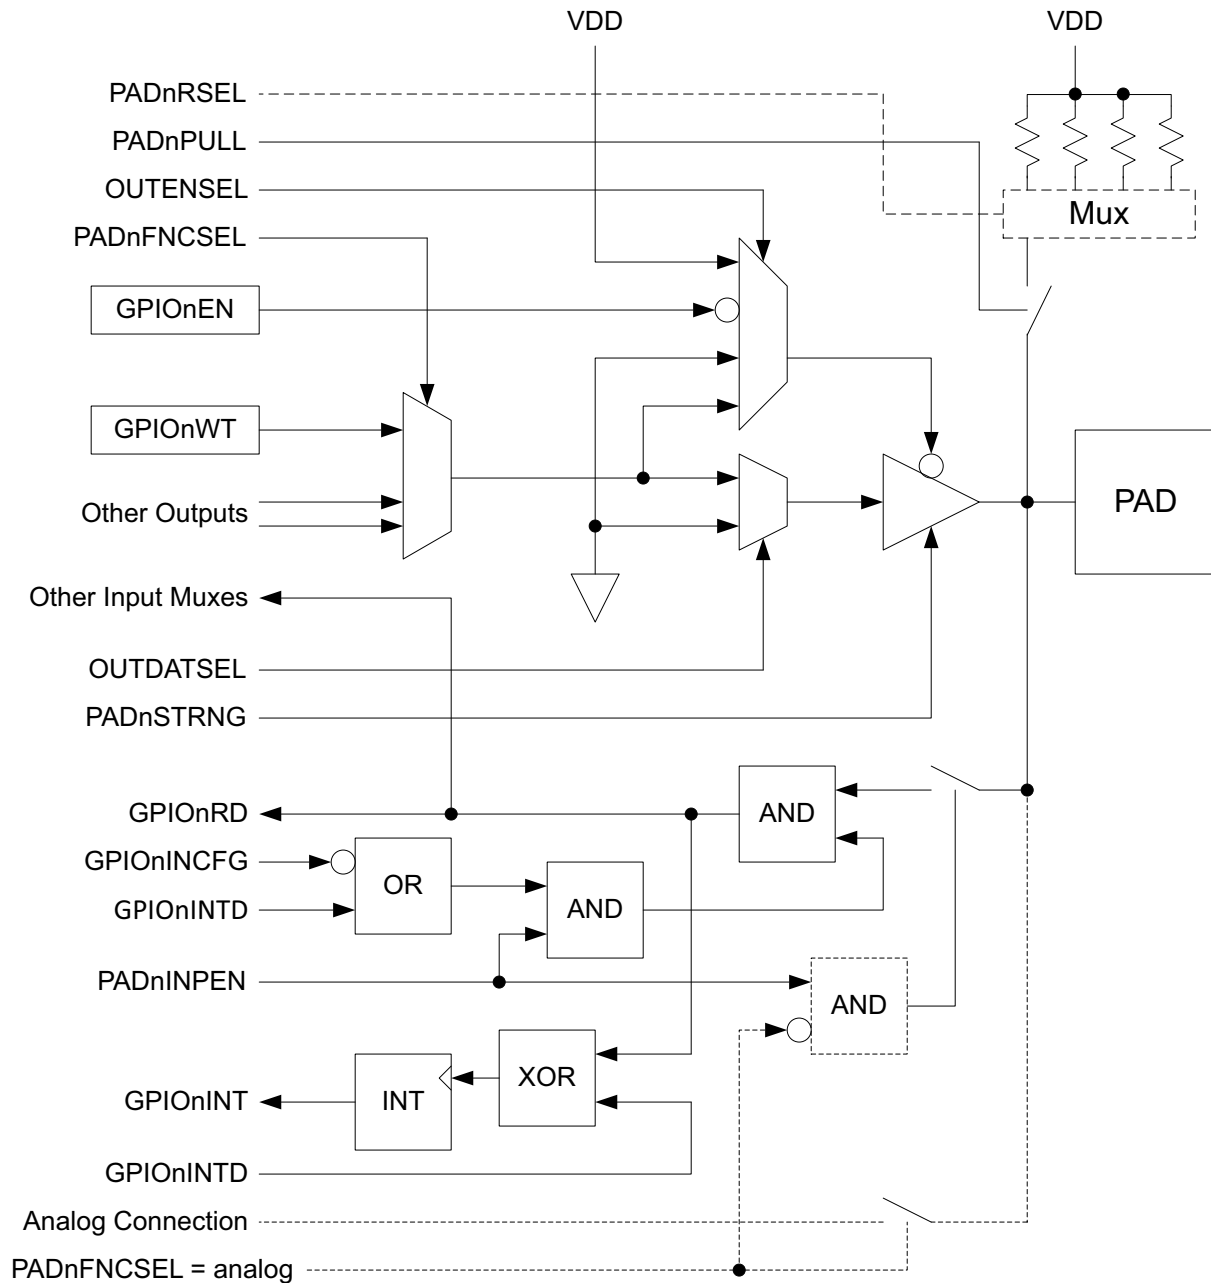 VDD
VDD
PADnRSEL
PADnPULL
OUTENSEL
Mux
PADnFNCSEL
GPIOnEN
GPIOnWT
PAD
Other Outputs
Other Input Muxes
OUTDATSEL
PADnSTRNG
GPIOnRD
AND
GPIOnINCFG
OR
GPIOnINTD
AND
PADnINPEN
AND
XOR
GPIOnINT
INT
GPIOnINTD
Analog Connection
PADnFNCSEL = analog